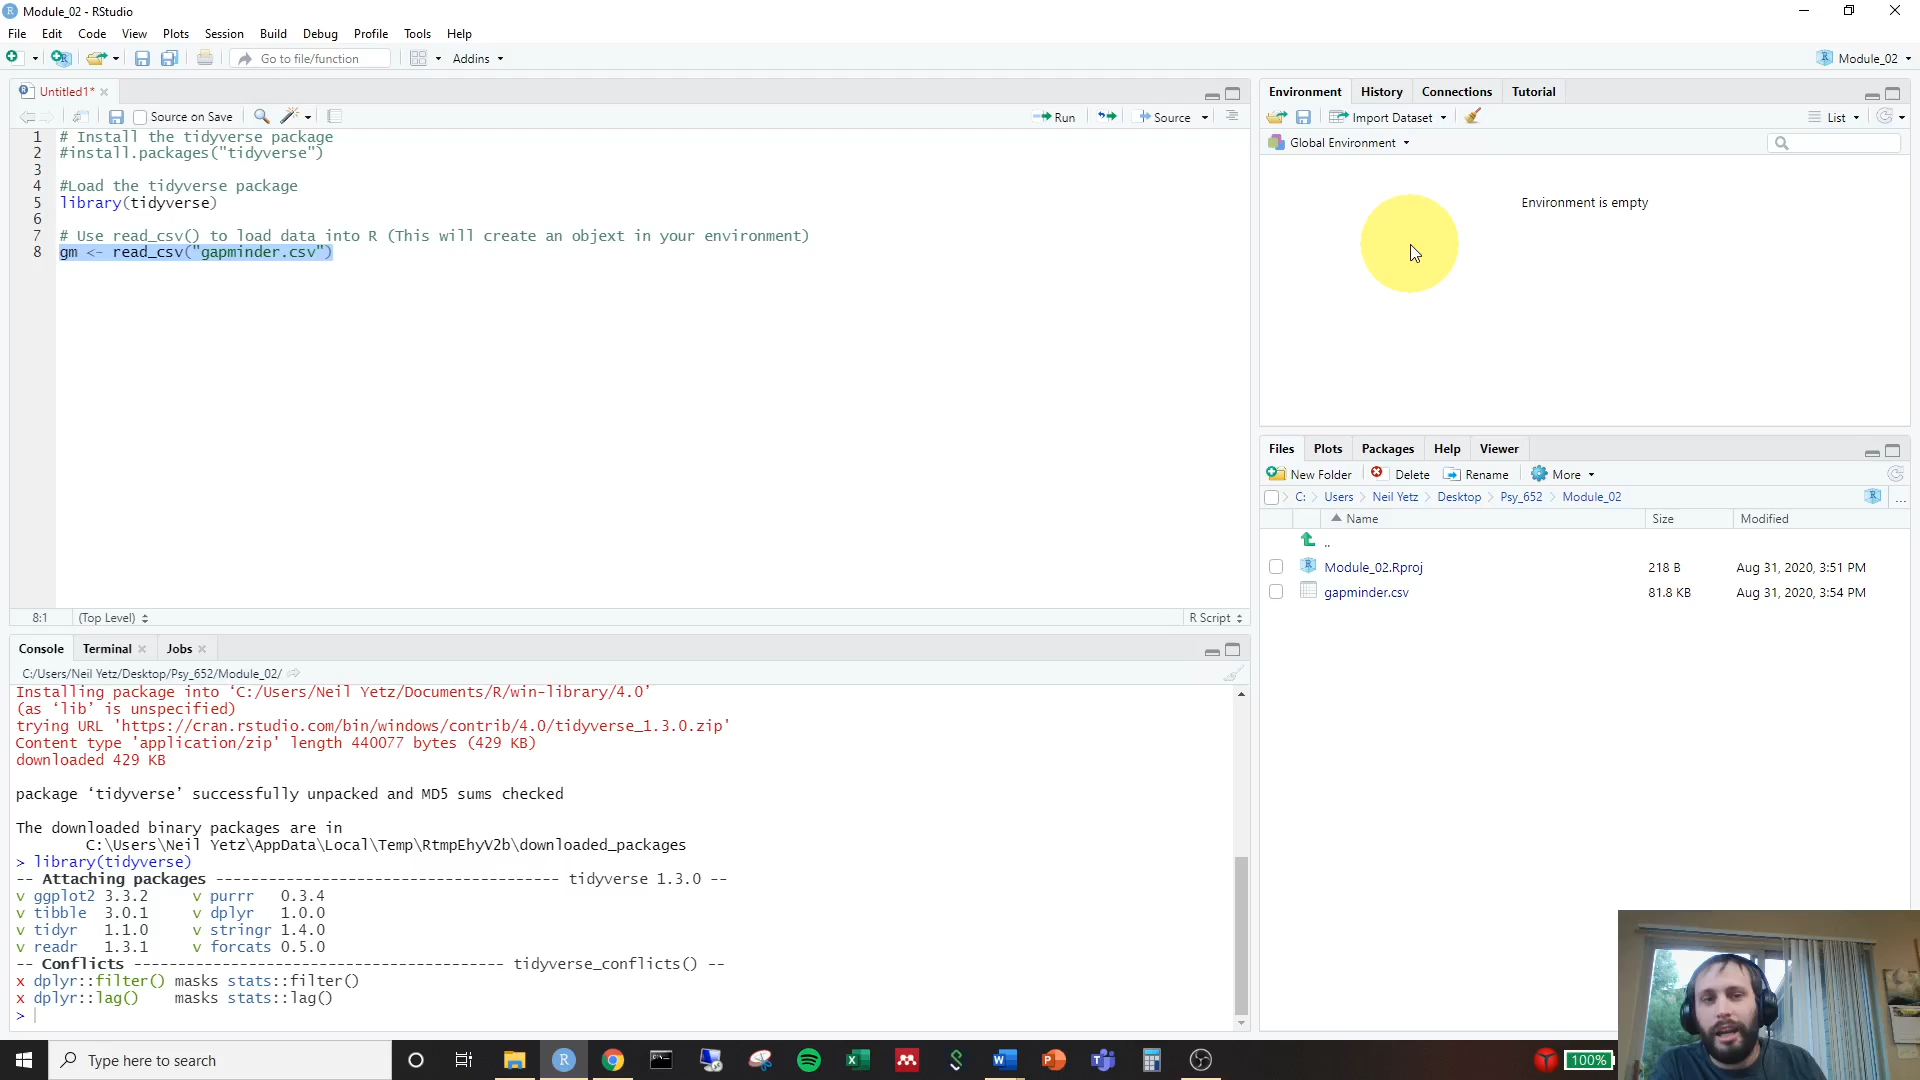 Module_02 - RStudio
File Edit Code View Plots Session Build Debug Profile Tools Help
Go to file/function Addins Module_02
Untitled1*
Source on Save Run Source
1 # Install the tidyverse package
2 #install.packages("tidyverse")
3
4 #Load the tidyverse package
5 library(tidyverse)
6
7 # Use read_csv() to load data into R (This will create an objext in your environment)
8 gm <- read_csv("gapminder.csv")
8:1 (Top Level) R Script
Console Terminal Jobs
C:/Users/Neil Yetz/Desktop/Psy_652/Module_02/
Installing package into ‘C:/Users/Neil Yetz/Documents/R/win-library/4.0’
(as ‘lib’ is unspecified)
trying URL 'https://cran.rstudio.com/bin/windows/contrib/4.0/tidyverse_1.3.0.zip'
Content type 'application/zip' length 440077 bytes (429 KB)
downloaded 429 KB
package ‘tidyverse’ successfully unpacked and MD5 sums checked
The downloaded binary packages are in
C:\Users\Neil Yetz\AppData\Local\Temp\RtmpEhyV2b\downloaded_packages
> library(tidyverse)
-- Attaching packages --------------------------------------- tidyverse 1.3.0 --
v ggplot2 3.3.2 v purrr 0.3.4
v tibble 3.0.1 v dplyr 1.0.0
v tidyr 1.1.0 v stringr 1.4.0
v readr 1.3.1 v forcats 0.5.0
-- Conflicts ------------------------------------------ tidyverse_conflicts() --
x dplyr::filter() masks stats::filter()
x dplyr::lag() masks stats::lag()
>
Environment History Connections Tutorial
Import Dataset List
Global Environment
Environment is empty
Files Plots Packages Help Viewer
New Folder Delete Rename More
C: Users Neil Yetz Desktop Psy_652 Module_02 ...
Name Size Modified
..
Module_02.Rproj 218 B Aug 31, 2020, 3:51 PM
gapminder.csv 81.8 KB Aug 31, 2020, 3:54 PM
Type here to search 100%